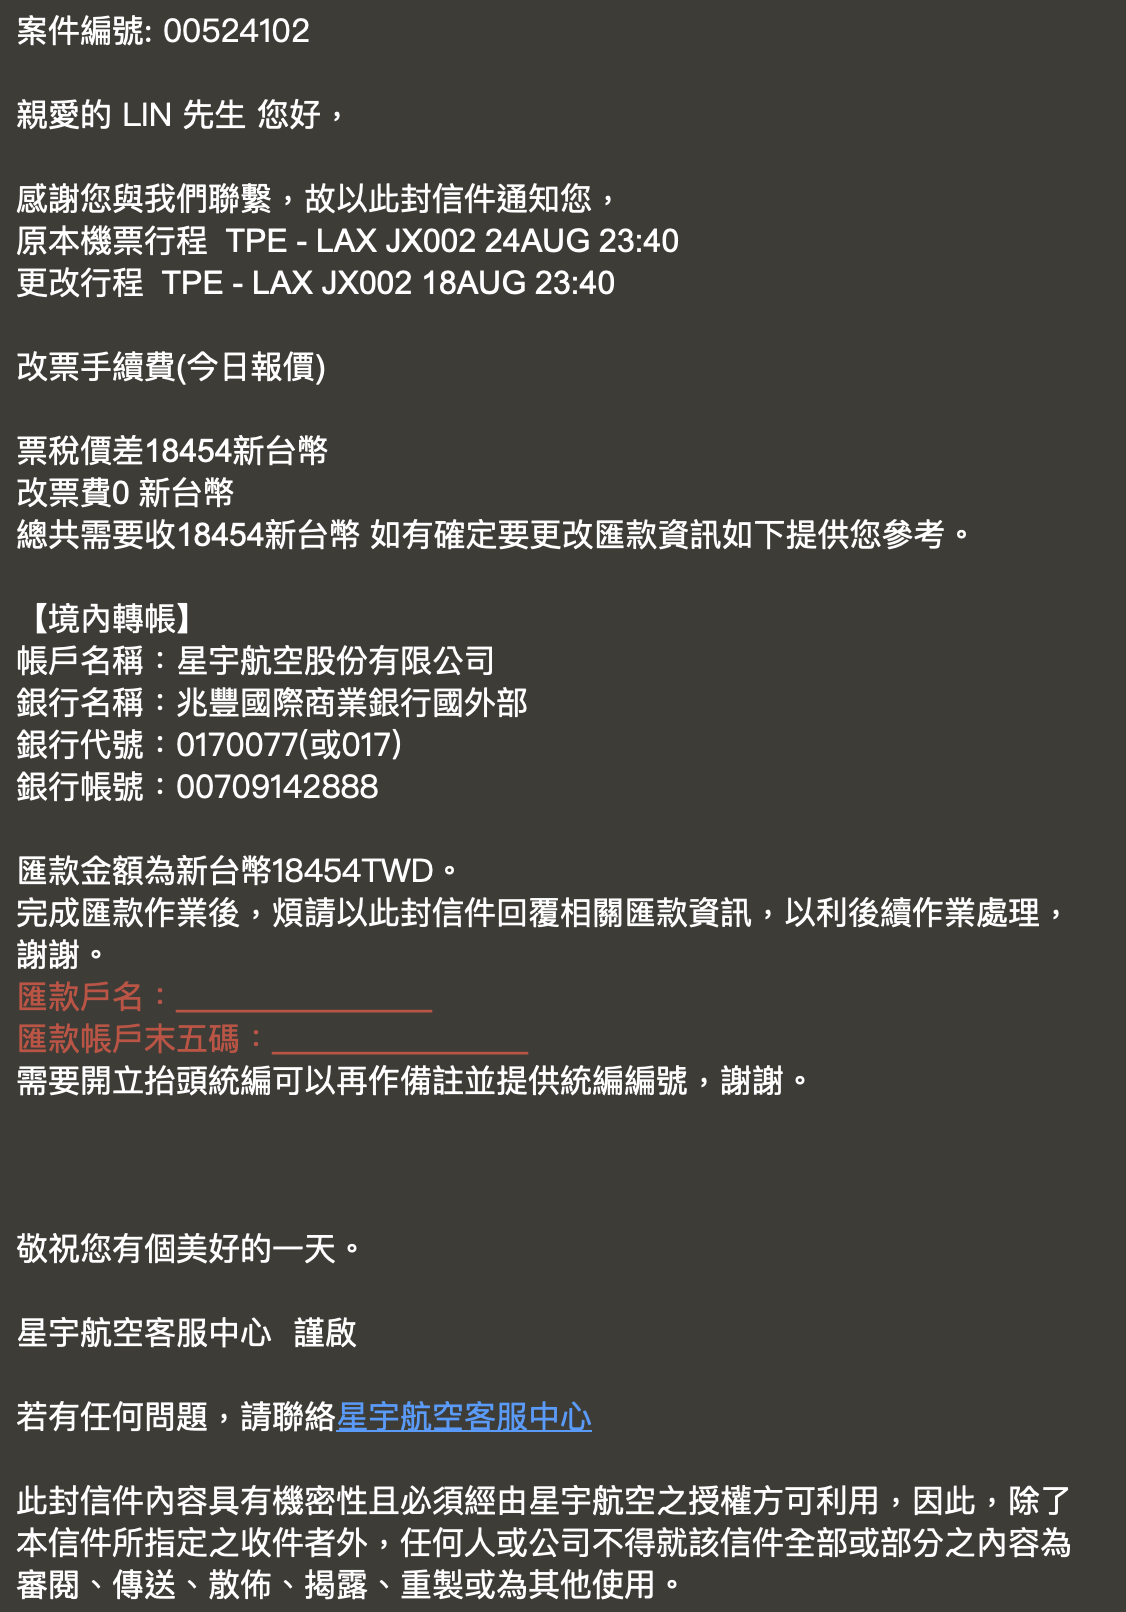 案件編號: 00524102
親愛的 LIN 先生 您好，
感謝您與我們聯繫，故以此封信件通知您，
原本機票行程  TPE - LAX JX002 24AUG 23:40
更改行程  TPE - LAX JX002 18AUG 23:40
改票手續費(今日報價)
票稅價差18454新台幣
改票費0 新台幣
總共需要收18454新台幣 如有確定要更改匯款資訊如下提供您參考。
【境內轉帳】
帳戶名稱：星宇航空股份有限公司
銀行名稱：兆豐國際商業銀行國外部
銀行代號：0170077(或017)
銀行帳號：00709142888
匯款金額為新台幣18454TWD。
完成匯款作業後，煩請以此封信件回覆相關匯款資訊，以利後續作業處理，
謝謝。
匯款戶名：________________
匯款帳戶末五碼：________________
需要開立抬頭統編可以再作備註並提供統編編號，謝謝。
敬祝您有個美好的一天。
星宇航空客服中心  謹啟
若有任何問題，請聯絡星宇航空客服中心
此封信件內容具有機密性且必須經由星宇航空之授權方可利用，因此，除了
本信件所指定之收件者外，任何人或公司不得就該信件全部或部分之內容為
審閱、傳送、散佈、揭露、重製或為其他使用。